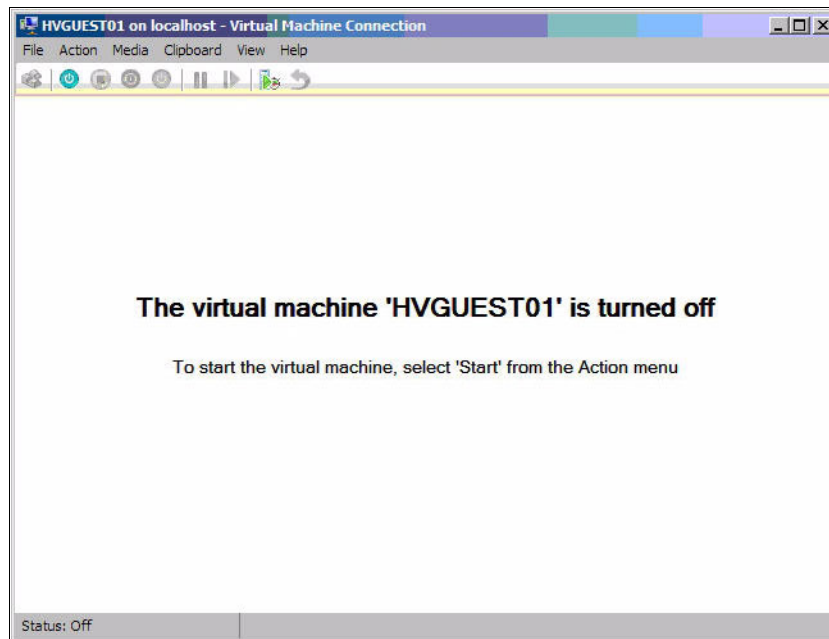 HVGUEST01 on localhost - Virtual Machine Connection
File Action Media Clipboard View Help
The virtual machine 'HVGUEST01' is turned off
To start the virtual machine, select 'Start' from the Action menu
Status: Off